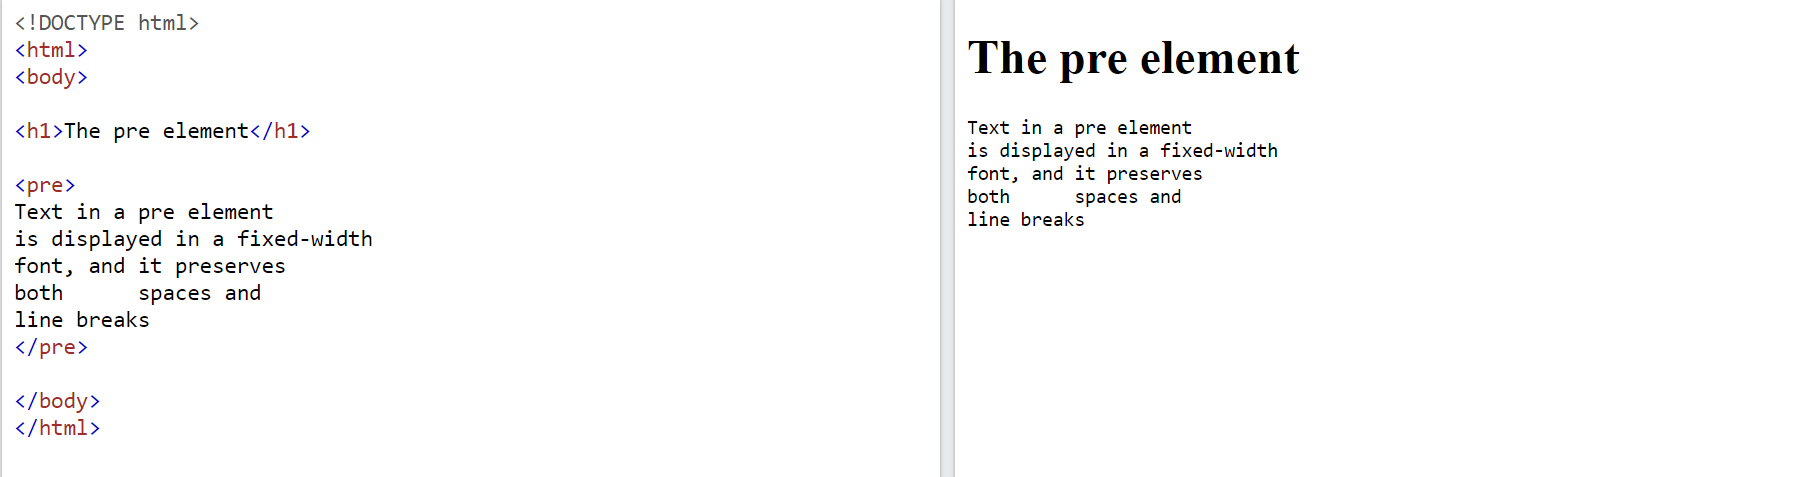 <!DOCTYPE html>
<html>
<body>

<h1>The pre element</h1>

<pre>
Text in a pre element
is displayed in a fixed-width
font, and it preserves
both      spaces and
line breaks
</pre>

</body>
</html>

The pre element
Text in a pre element
is displayed in a fixed-width
font, and it preserves
both      spaces and
line breaks